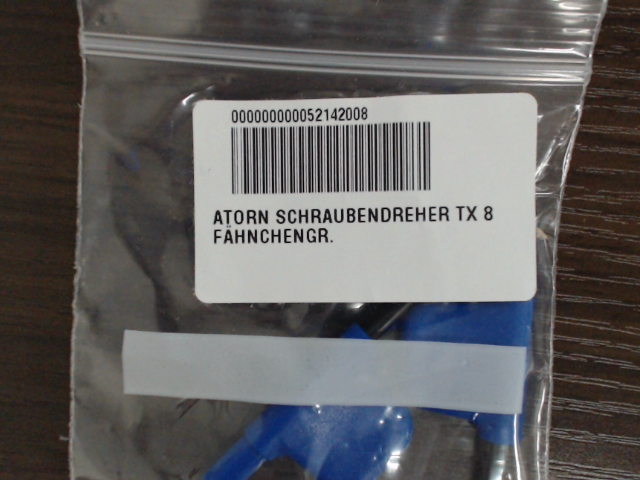 000000000052142008
ATORN SCHRAUBENDREHER TX 8
FÄHNCHENGR.